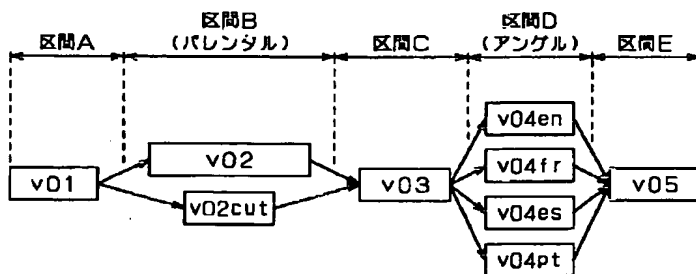 区間A
区間B
(パレンタル)
区間C
区間D
(アングル)
区間E
v01
v02
v02cut
v03
v04en
v04fr
v04es
v04pt
v05